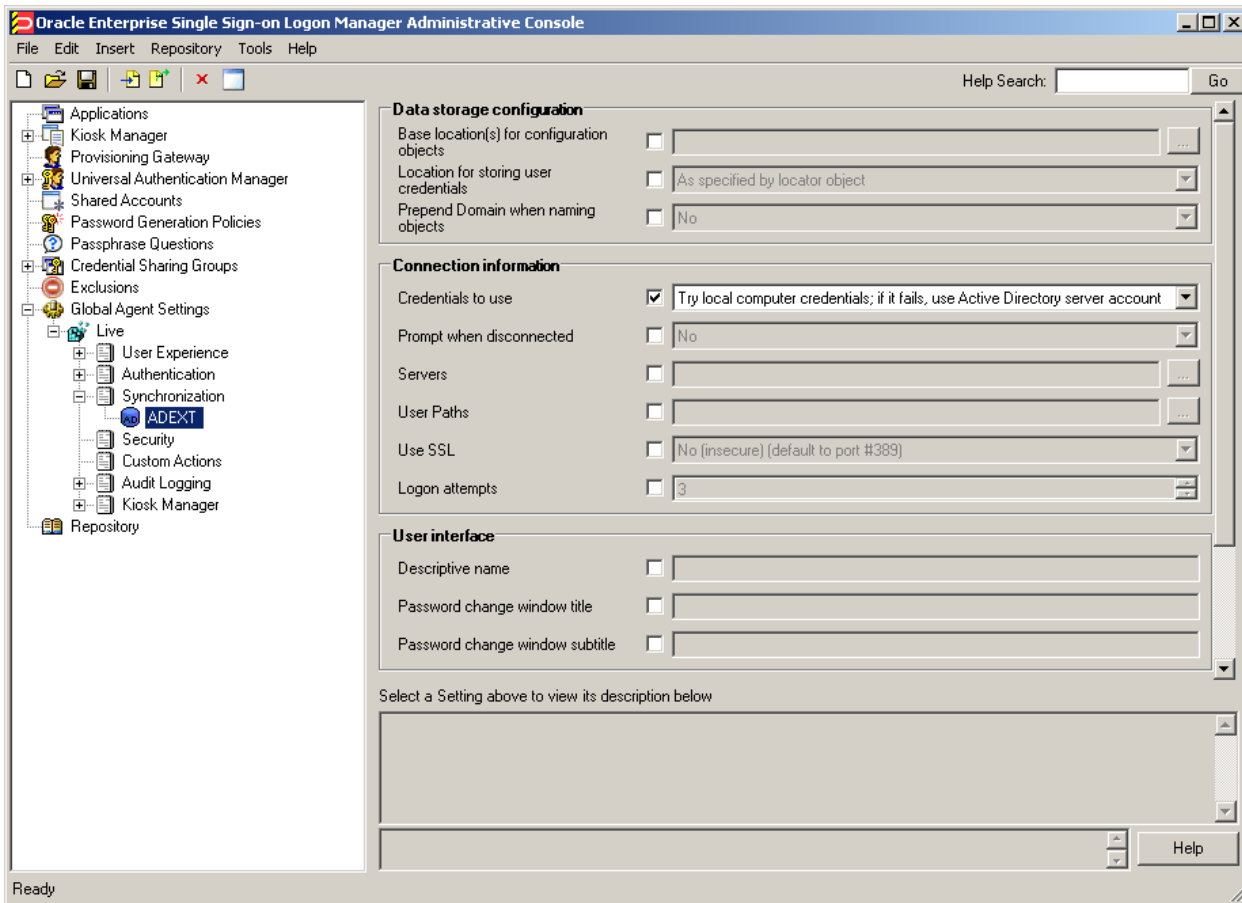 Oracle Enterprise Single Sign-on Logon Manager Administrative Console
File Edit Insert Repository Tools Help
Help Search: Go
Applications
Kiosk Manager
Provisioning Gateway
Universal Authentication Manager
Shared Accounts
Password Generation Policies
Passphrase Questions
Credential Sharing Groups
Exclusions
Global Agent Settings
Live
User Experience
Authentication
Synchronization
AD ADEXT
Security
Custom Actions
Audit Logging
Kiosk Manager
Repository
Data storage configuration
Base location(s) for configuration
objects
...
Location for storing user
credentials
As specified by locator object
Prepend Domain when naming
objects
No
Connection information
Credentials to use Try local computer credentials; if it fails, use Active Directory server account
Prompt when disconnected No
Servers ...
User Paths ...
Use SSL No (insecure) (default to port #389)
Logon attempts 3
User interface
Descriptive name
Password change window title
Password change window subtitle
Select a Setting above to view its description below
Help
Ready